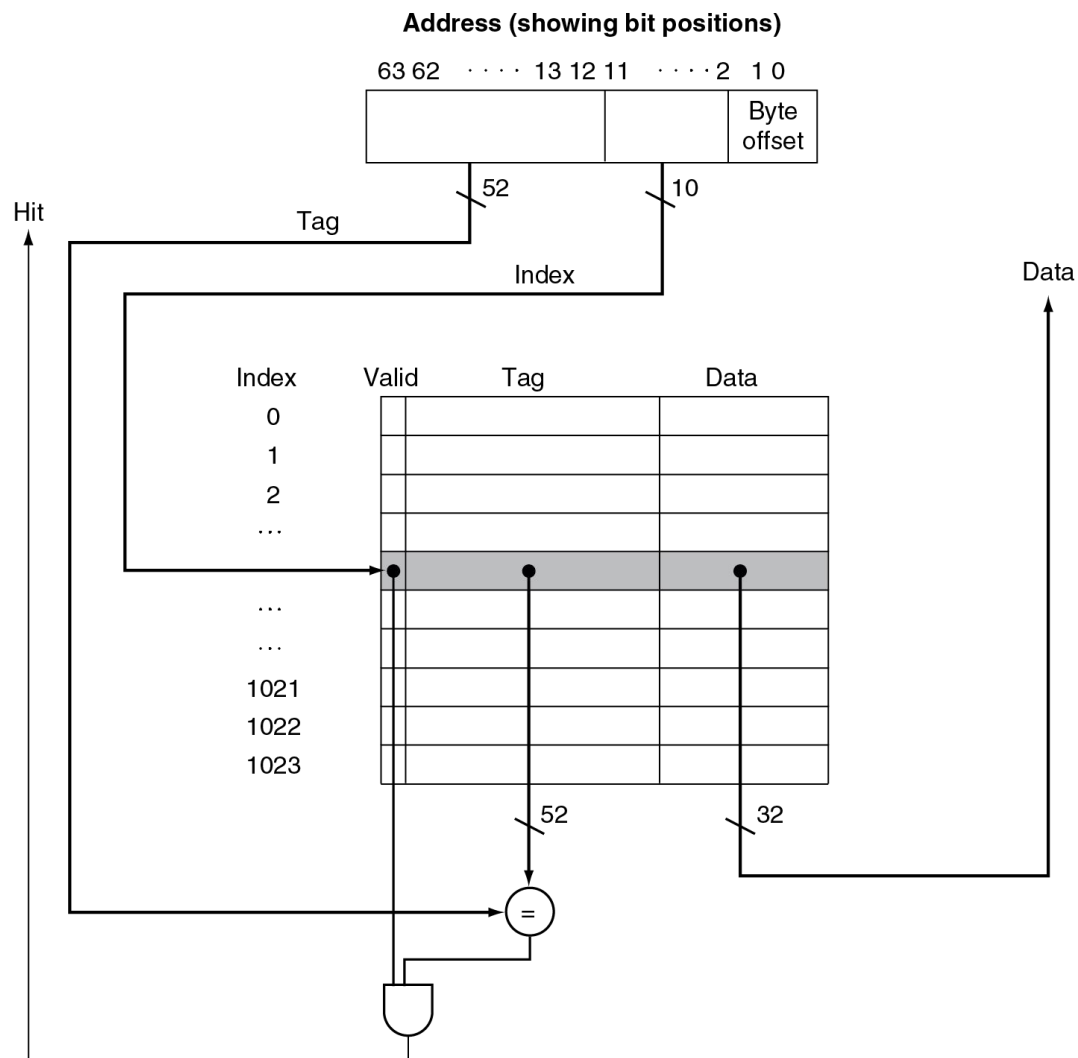 Address (showing bit positions)
63 62 · · · · 13 12 11 · · · · 2 1 0
Byte
offset
52
10
Hit
Tag
Index
Data
Index Valid Tag Data
0
1
2
...
...
...
1021
1022
1023
52
32
=